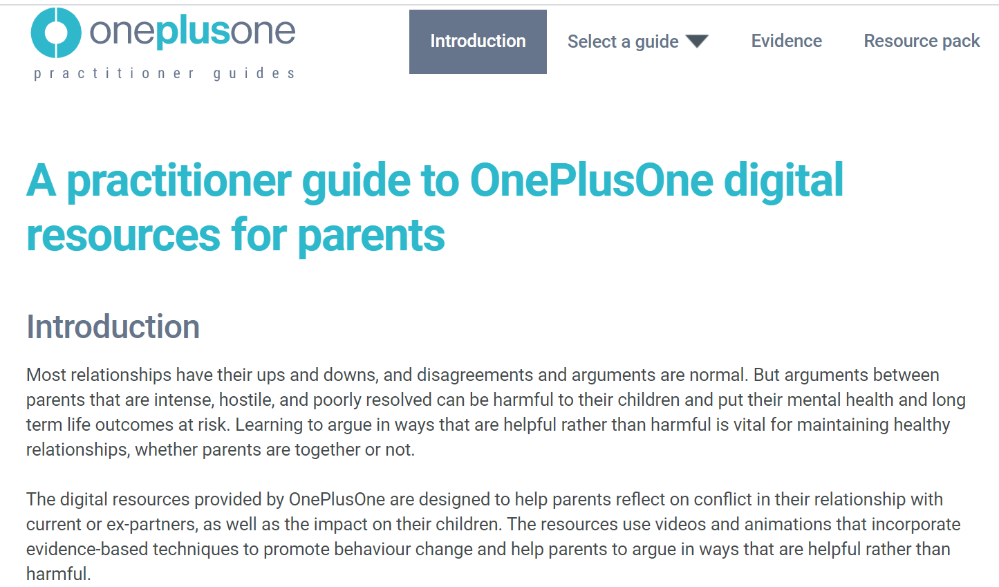 oneplusone
practitioner guides
Introduction
Select a guide
Evidence
Resource pack
A practitioner guide to OnePlusOne digital
resources for parents
Introduction
Most relationships have their ups and downs, and disagreements and arguments are normal. But arguments between
parents that are intense, hostile, and poorly resolved can be harmful to their children and put their mental health and long
term life outcomes at risk. Learning to argue in ways that are helpful rather than harmful is vital for maintaining healthy
relationships, whether parents are together or not.
The digital resources provided by OnePlusOne are designed to help parents reflect on conflict in their relationship with
current or ex-partners, as well as the impact on their children. The resources use videos and animations that incorporate
evidence-based techniques to promote behaviour change and help parents to argue in ways that are helpful rather than
harmful.